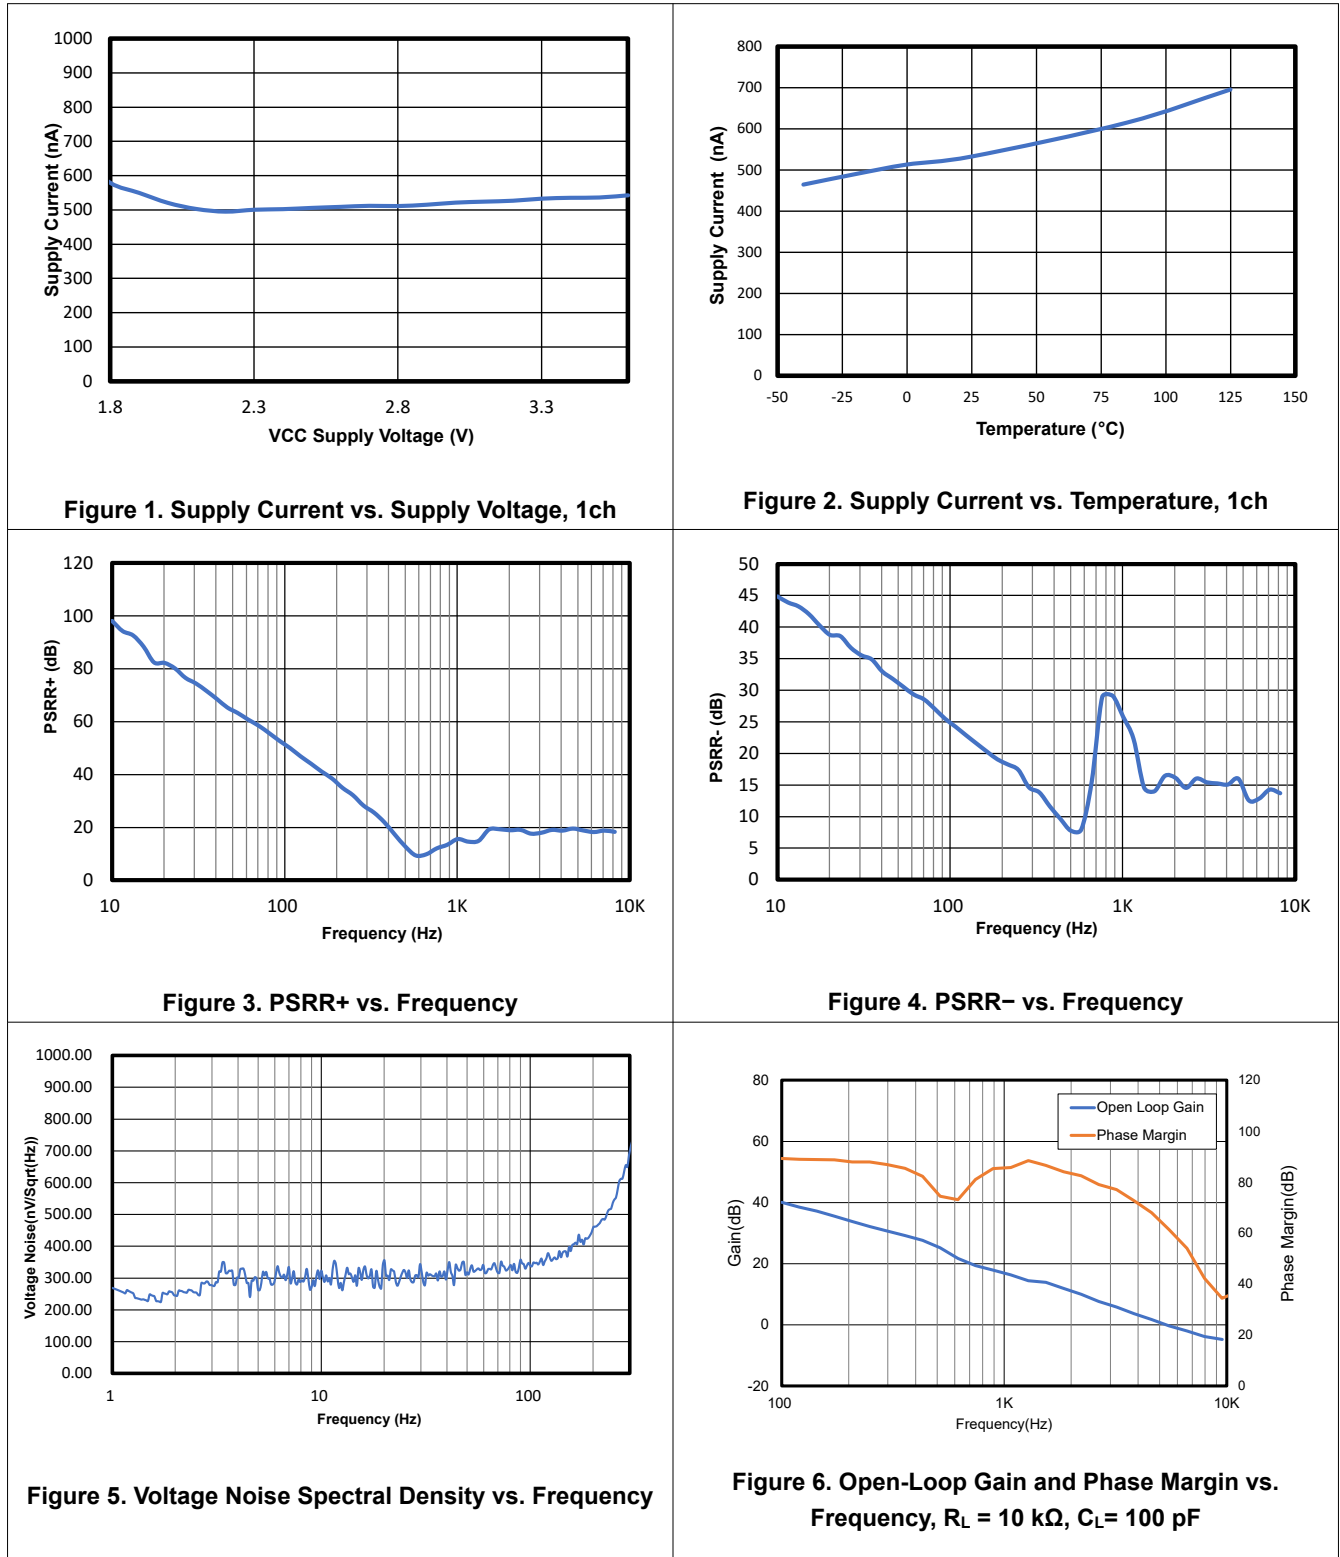 1000
900
800
700
600
500
400
300
200
100
0
Supply Current (nA)
1.8 2.3 2.8 3.3
VCC Supply Voltage (V)
Figure 1. Supply Current vs. Supply Voltage, 1ch
800
700
600
500
400
300
200
100
0
Supply Current (nA)
-50 -25 0 25 50 75 100 125 150
Temperature (°C)
Figure 2. Supply Current vs. Temperature, 1ch
120
100
80
60
40
20
0
PSRR+ (dB)
10 100 1K 10K
Frequency (Hz)
Figure 3. PSRR+ vs. Frequency
50
45
40
35
30
25
20
15
10
5
0
PSRR- (dB)
10 100 1K 10K
Frequency (Hz)
Figure 4. PSRR− vs. Frequency
1000.00
900.00
800.00
700.00
600.00
500.00
400.00
300.00
200.00
100.00
0.00
Voltage Noise(nV/Sqrt(Hz))
1 10 100
Frequency (Hz)
Figure 5. Voltage Noise Spectral Density vs. Frequency
80
60
40
20
0
-20
Gain(dB)
Open Loop Gain
Phase Margin
120
100
80
60
40
20
0
Phase Margin(dB)
100 1K 10K
Frequency(Hz)
Figure 6. Open-Loop Gain and Phase Margin vs.
Frequency, RL = 10 kΩ, CL= 100 pF